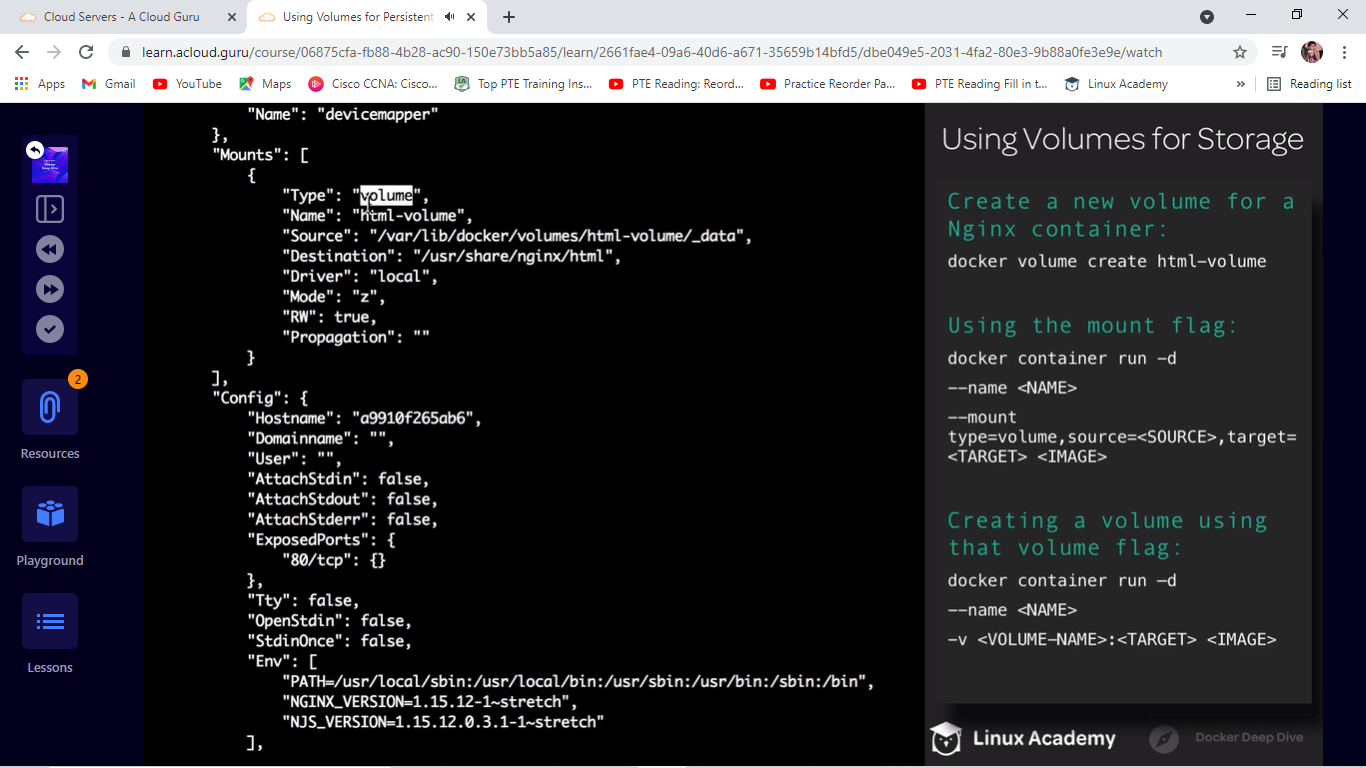 Cloud Servers - A Cloud Guru
Using Volumes for Persistent
learn.acloud.guru/course/06875cfa-fb88-4b28-ac90-150e73bb5a85/learn/2661fae4-09a6-40d6-a671-35659b14bfd5/dbe049e5-2031-4fa2-80e3-9b88a0fe3e9e/watch
Apps Gmail YouTube Maps Cisco CCNA: Cisco... Top PTE Training Ins... PTE Reading: Reord... Practice Reorder Pa... PTE Reading Fill in t... Linux Academy » Reading list
2
Resources
Playground
Lessons
"Name": "devicemapper"
},
"Mounts": [
{
"Type": "volume",
"Name": "html-volume",
"Source": "/var/lib/docker/volumes/html-volume/_data",
"Destination": "/usr/share/nginx/html",
"Driver": "local",
"Mode": "z",
"RW": true,
"Propagation": ""
}
],
"Config": {
"Hostname": "a9910f265ab6",
"Domainname": "",
"User": "",
"AttachStdin": false,
"AttachStdout": false,
"AttachStderr": false,
"ExposedPorts": {
"80/tcp": {}
},
"Tty": false,
"OpenStdin": false,
"StdinOnce": false,
"Env": [
"PATH=/usr/local/sbin:/usr/local/bin:/usr/sbin:/usr/bin:/sbin:/bin",
"NGINX_VERSION=1.15.12-1~stretch",
"NJS_VERSION=1.15.12.0.3.1-1~stretch"
],
Using Volumes for Storage
Create a new volume for a
Nginx container:
docker volume create html-volume
Using the mount flag:
docker container run -d
--name <NAME>
--mount
type=volume,source=<SOURCE>,target=
<TARGET> <IMAGE>
Creating a volume using
that volume flag:
docker container run -d
--name <NAME>
-v <VOLUME-NAME>:<TARGET> <IMAGE>
Linux Academy
Docker Deep Dive